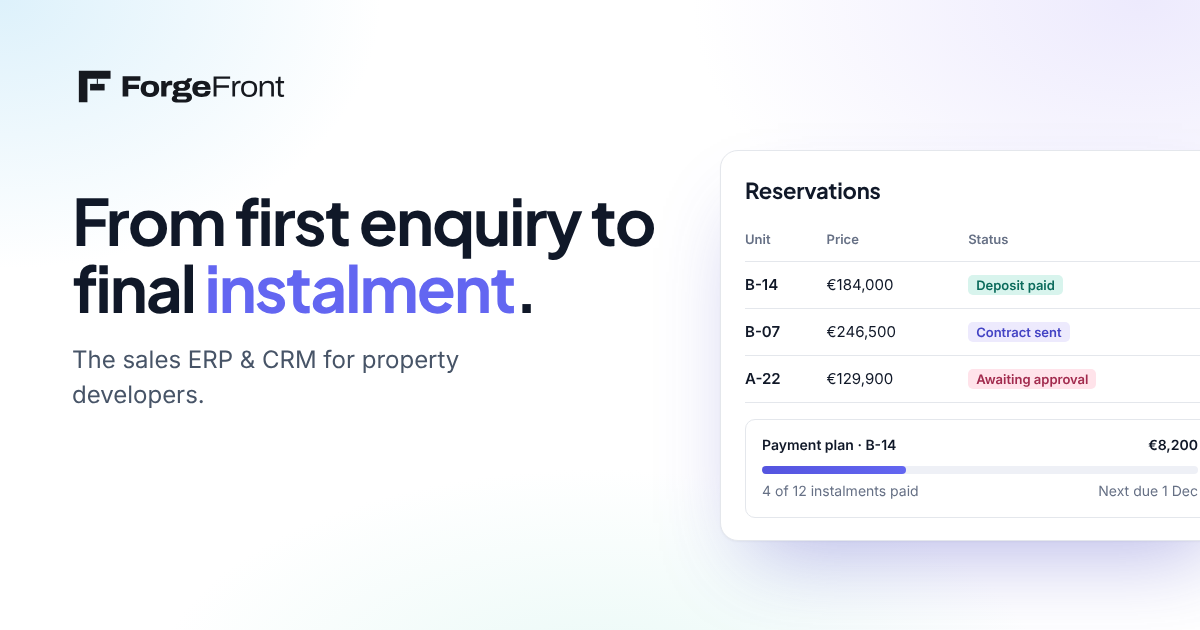 ForgeFront
From first enquiry to
final instalment.
The sales ERP & CRM for property
developers.
Reservations
Unit Price Status
B-14 €184,000 Deposit paid
B-07 €246,500 Contract sent
A-22 €129,900 Awaiting approval
Payment plan · B-14 €8,200
4 of 12 instalments paid Next due 1 Dec